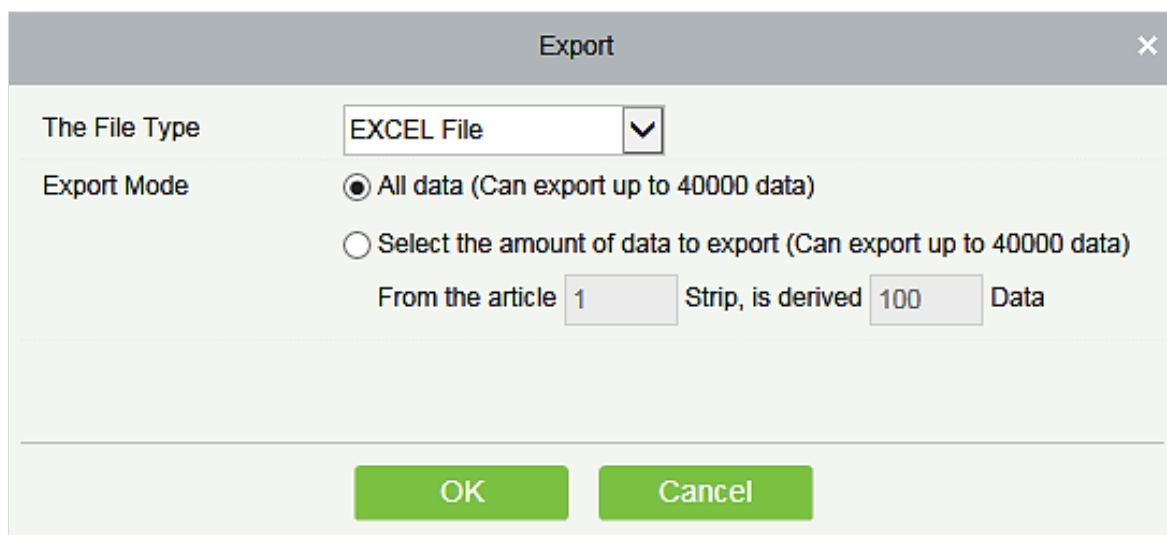 Export
The File Type EXCEL File
Export Mode All data (Can export up to 40000 data)
Select the amount of data to export (Can export up to 40000 data)
From the article 1 Strip, is derived 100 Data
OK Cancel